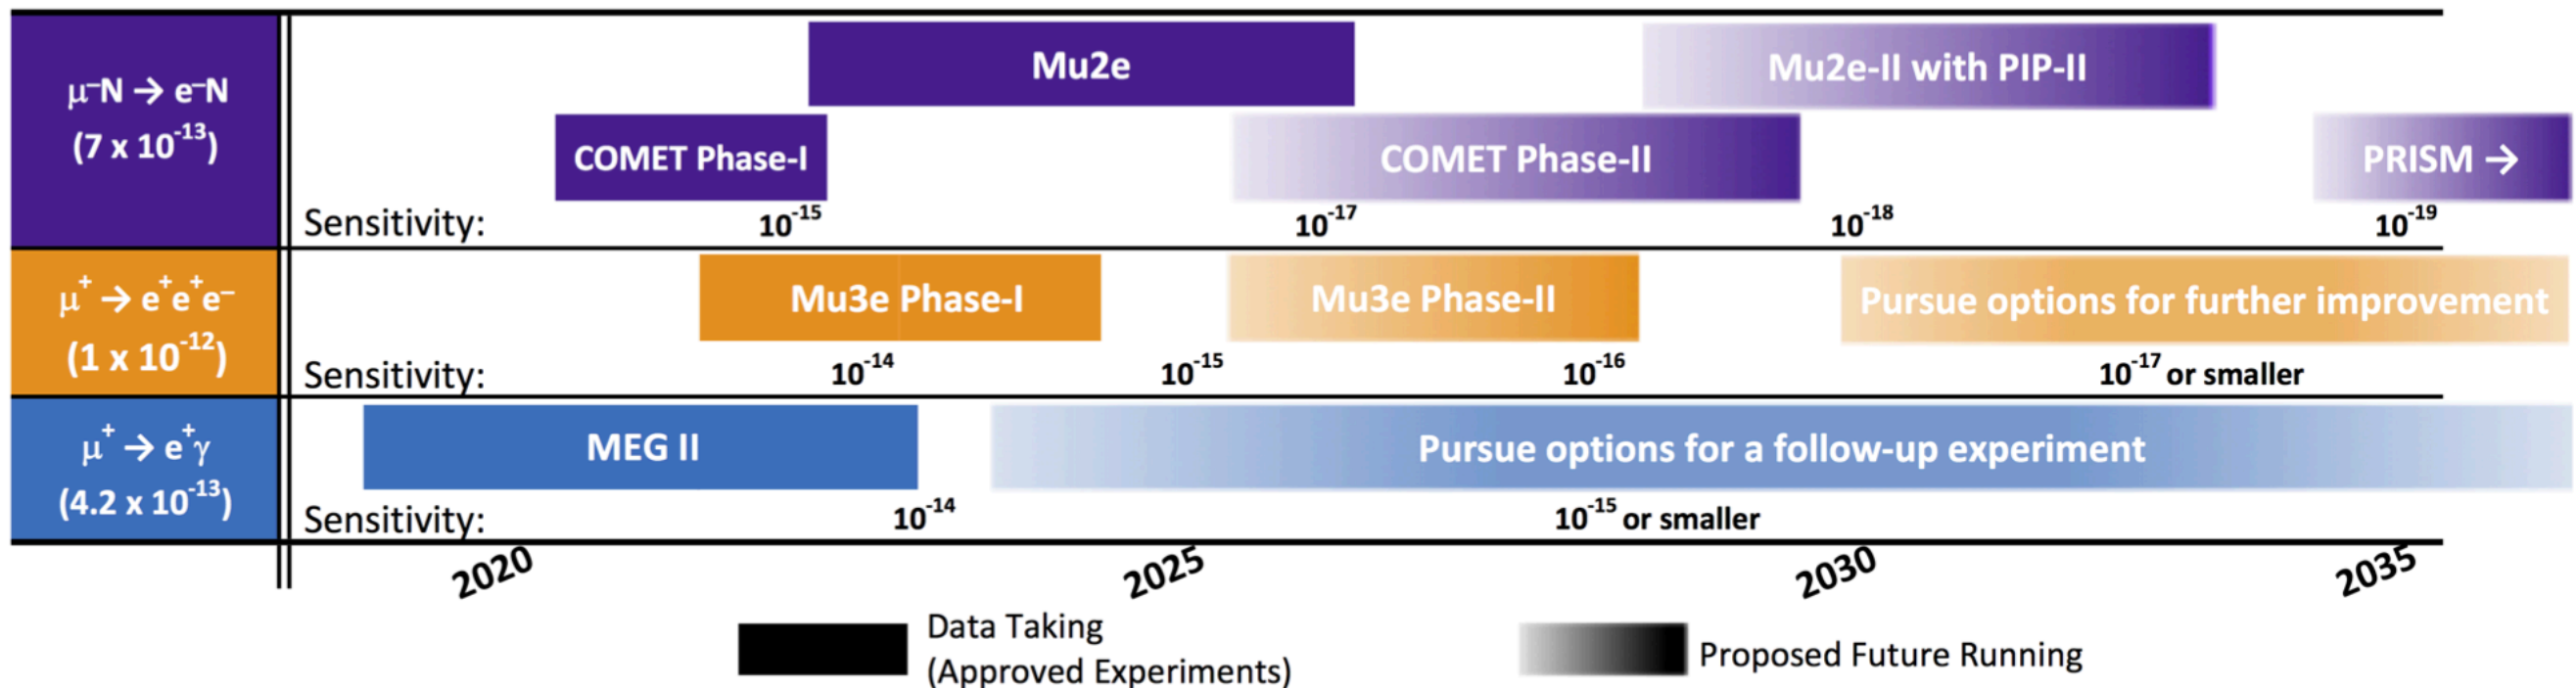 μ⁻N → e⁻N
(7 x 10⁻¹³)
Mu2e
Mu2e-II with PIP-II
COMET Phase-I
COMET Phase-II
PRISM →
Sensitivity: 10⁻¹⁵ 10⁻¹⁷ 10⁻¹⁸ 10⁻¹⁹
μ⁺ → e⁺e⁺e⁻
(1 x 10⁻¹²)
Mu3e Phase-I
Mu3e Phase-II
Pursue options for further improvement
Sensitivity: 10⁻¹⁴ 10⁻¹⁵ 10⁻¹⁶ 10⁻¹⁷ or smaller
μ⁺ → e⁺γ
(4.2 x 10⁻¹³)
MEG II
Pursue options for a follow-up experiment
Sensitivity: 10⁻¹⁴ 10⁻¹⁵ or smaller
2020 2025 2030 2035
Data Taking
(Approved Experiments)
Proposed Future Running